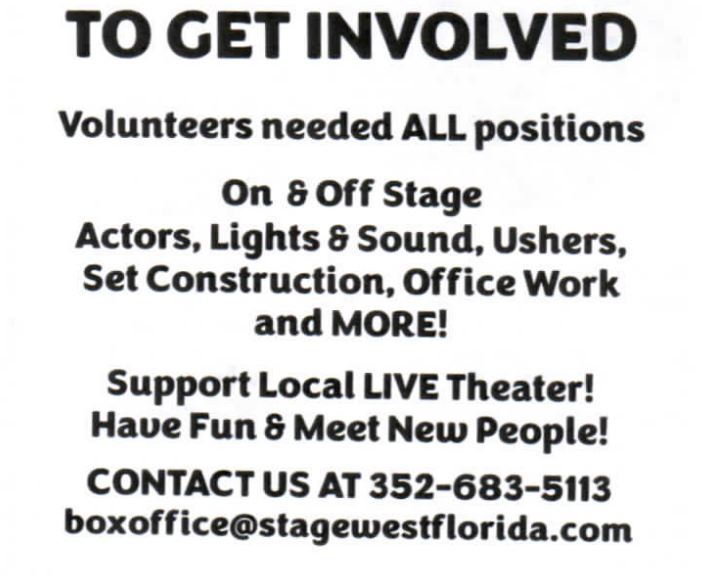 TO GET INVOLVED
Volunteers needed ALL positions
On & Off Stage
Actors, Lights & Sound, Ushers,
Set Construction, Office Work
and MORE!
Support Local LIVE Theater!
Have Fun & Meet New People!
CONTACT US AT 352-683-5113
boxoffice@stagewestflorida.com